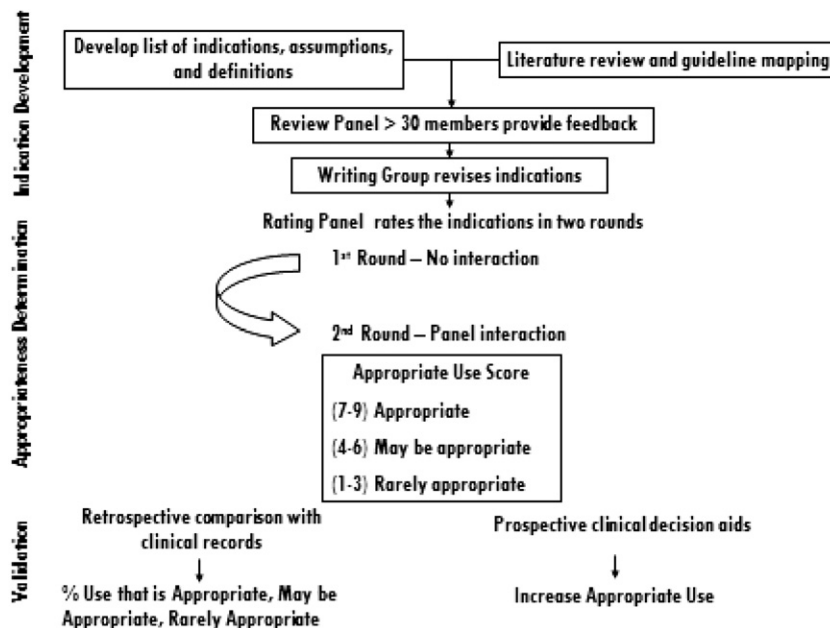 Indication Development
Develop list of indications, assumptions,
and definitions
Literature review and guideline mapping
Review Panel > 30 members provide feedback
Writing Group revises indications
Appropriateness Determination
Rating Panel rates the indications in two rounds
1st Round – No interaction
2nd Round – Panel interaction
Appropriate Use Score
(7-9) Appropriate
(4-6) May be appropriate
(1-3) Rarely appropriate
Validation
Retrospective comparison with
clinical records
% Use that is Appropriate, May be
Appropriate, Rarely Appropriate
Prospective clinical decision aids
Increase Appropriate Use